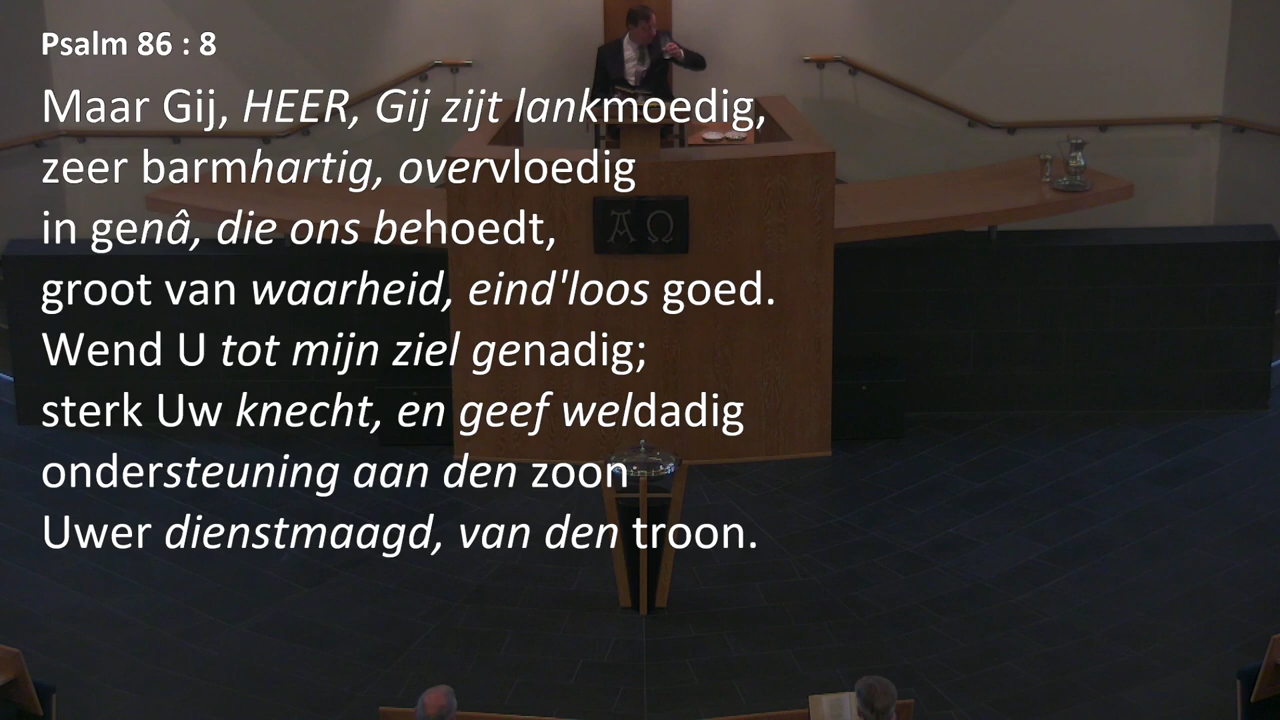 Psalm 86 : 8
Maar Gij, HEER, Gij zijt lankmoedig,
zeer barmhartig, overvloedig
in genâ, die ons behoedt,
groot van waarheid, eind'loos goed.
Wend U tot mijn ziel genadig;
sterk Uw knecht, en geef weldadig
ondersteuning aan den zoon
Uwer dienstmaagd, van den troon.
Α Ω